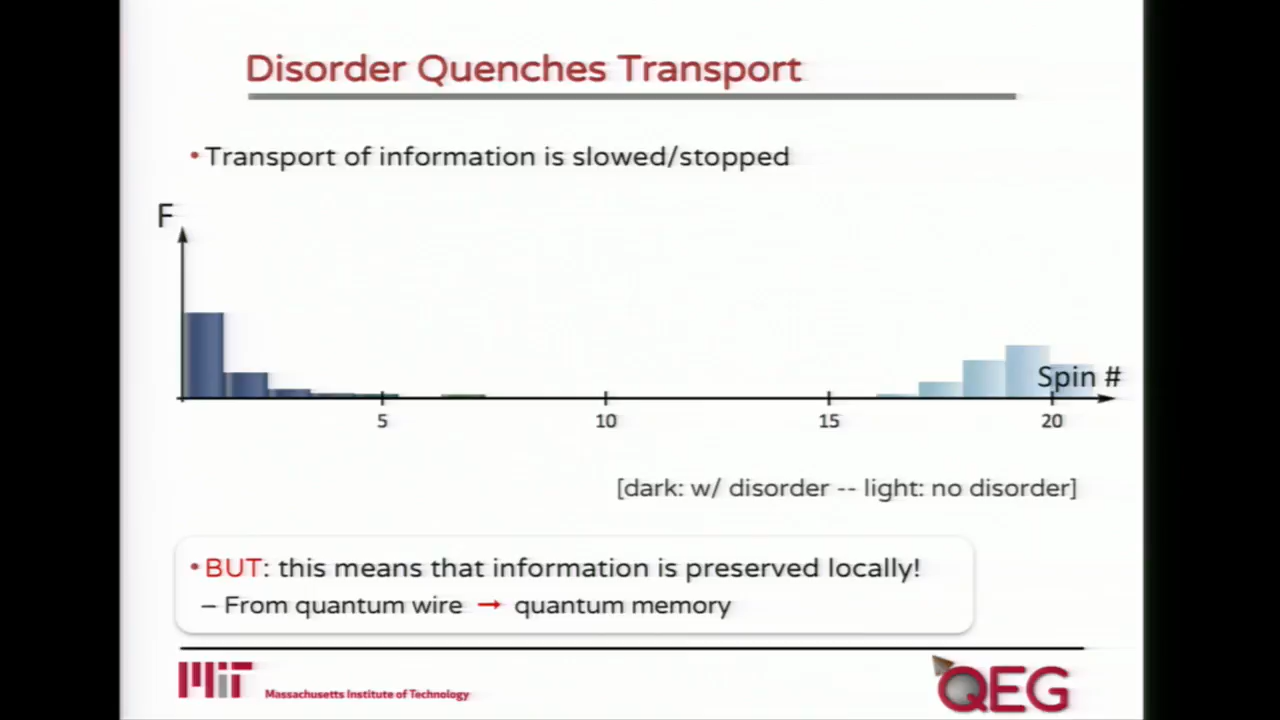 Disorder Quenches Transport
• Transport of information is slowed/stopped
F
Spin #
5 10 15 20
[dark: w/ disorder -- light: no disorder]
• BUT: this means that information is preserved locally!
– From quantum wire → quantum memory
MIT Massachusetts Institute of Technology
QEG